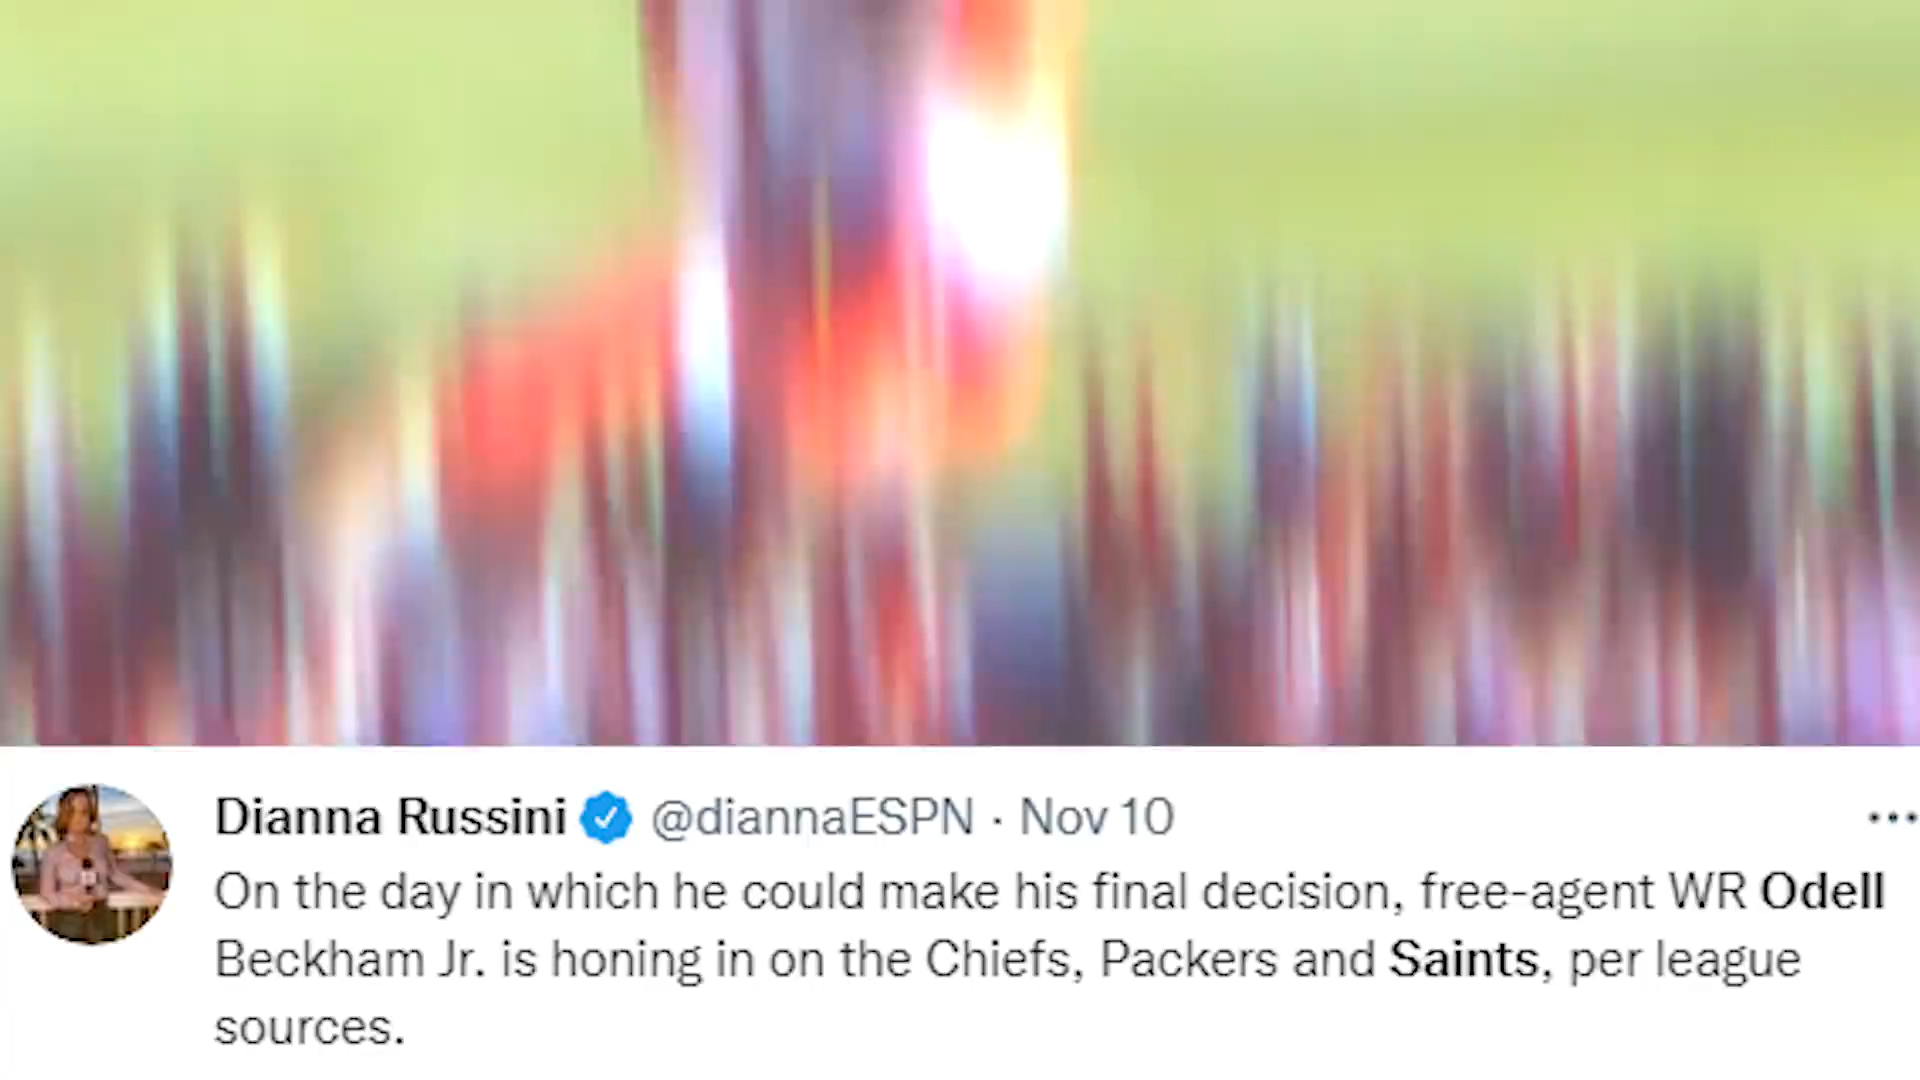 Dianna Russini @diannaESPN · Nov 10
On the day in which he could make his final decision, free-agent WR Odell
Beckham Jr. is honing in on the Chiefs, Packers and Saints, per league
sources.